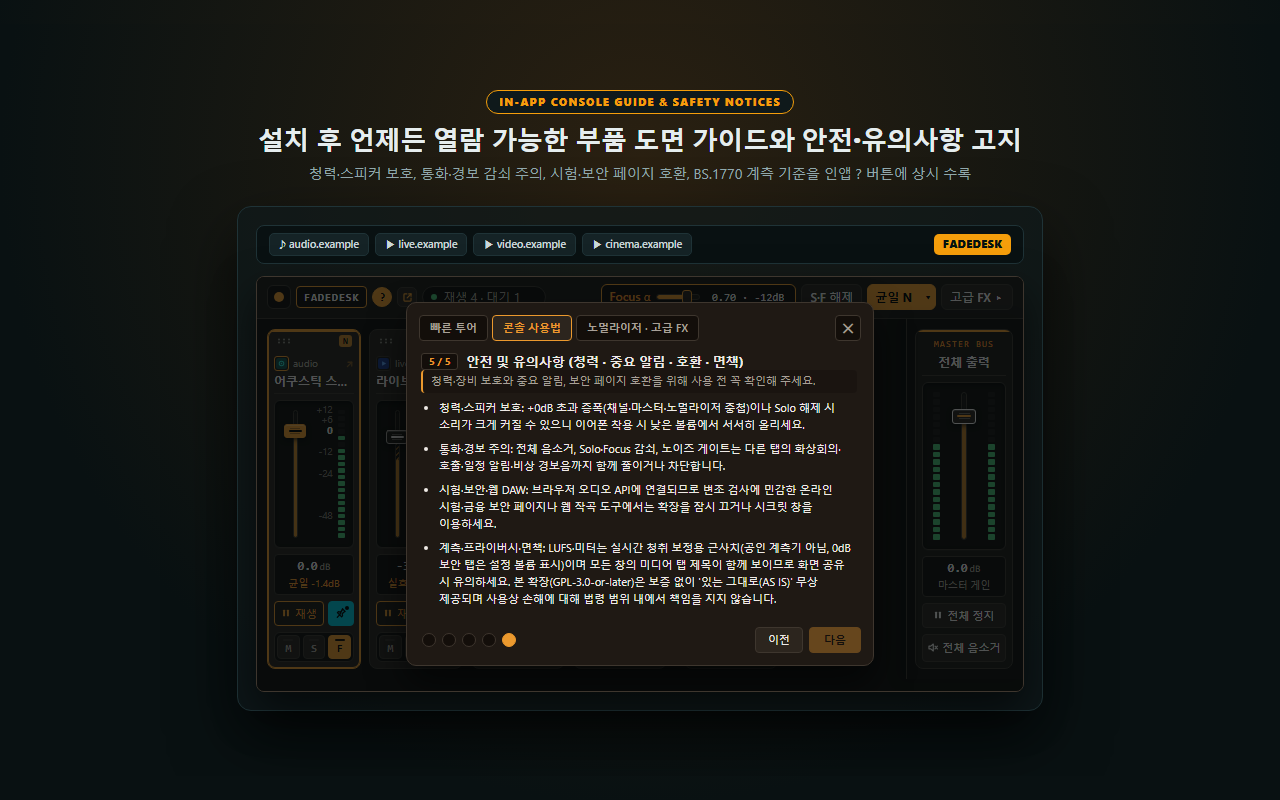 IN-APP CONSOLE GUIDE & SAFETY NOTICES
설치 후 언제든 열람 가능한 부품 도면 가이드와 안전·유의사항 고지
청력·스피커 보호, 통화·경보 감쇠 주의, 시험·보안 페이지 호환, BS.1770 계측 기준을 인앱 ? 버튼에 상시 수록
♪ audio.example ▶ live.example ▶ video.example ▶ cinema.example FADEDESK
FADEDESK ? 재생 4 · 대기 1 Focus α 0.70 · -12dB S·F 해제 균일 N 고급 FX ▸
빠른 투어 콘솔 사용법 노멀라이저 · 고급 FX ✕
5 / 5 안전 및 유의사항 (청력 · 중요 알림 · 호환 · 면책)
청력·장비 보호와 중요 알림, 보안 페이지 호환을 위해 사용 전 꼭 확인해 주세요.
• 청력·스피커 보호: +0dB 초과 증폭(채널·마스터·노멀라이저 중첩)이나 Solo 해제 시
소리가 크게 커질 수 있으니 이어폰 착용 시 낮은 볼륨에서 서서히 올리세요.
• 통화·경보 주의: 전체 음소거, Solo·Focus 감쇠, 노이즈 게이트는 다른 탭의 화상회의·
호출·일정 알림·비상 경보음까지 함께 줄이거나 차단합니다.
• 시험·보안·웹 DAW: 브라우저 오디오 API에 연결되므로 변조 검사에 민감한 온라인
시험·금융 보안 페이지나 웹 작곡 도구에서는 확장을 잠시 끄거나 시크릿 창을
이용하세요.
• 계측·프라이버시·면책: LUFS·미터는 실시간 청취 보정용 근사치(공인 계측기 아님, 0dB
보안 탭은 설정 볼륨 표시)이며 모든 창의 미디어 탭 제목이 함께 보이므로 화면 공유
시 유의하세요. 본 확장(GPL-3.0-or-later)은 보증 없이 '있는 그대로(AS IS)' 무상
제공되며 사용상 손해에 대해 법령 범위 내에서 책임을 지지 않습니다.
이전 다음
N
audio
어쿠스틱 스...
+12
+6
0
-12
-24
-48
0.0 dB
균일 -1.4dB
재생
M S F
M
MASTER BUS
전체 출력
0.0 dB
마스터 게인
전체 정지
전체 음소거